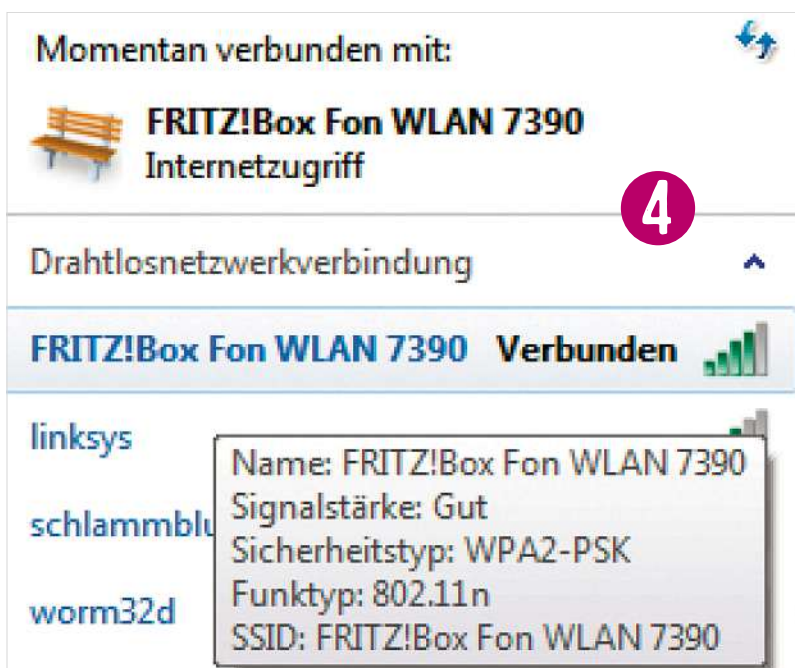 Momentan verbunden mit:
FRITZ!Box Fon WLAN 7390
Internetzugriff
4
Drahtlosnetzwerkverbindung
FRITZ!Box Fon WLAN 7390 Verbunden
linksys
Name: FRITZ!Box Fon WLAN 7390
Signalstärke: Gut
Sicherheitstyp: WPA2-PSK
Funktyp: 802.11n
SSID: FRITZ!Box Fon WLAN 7390
worm32d